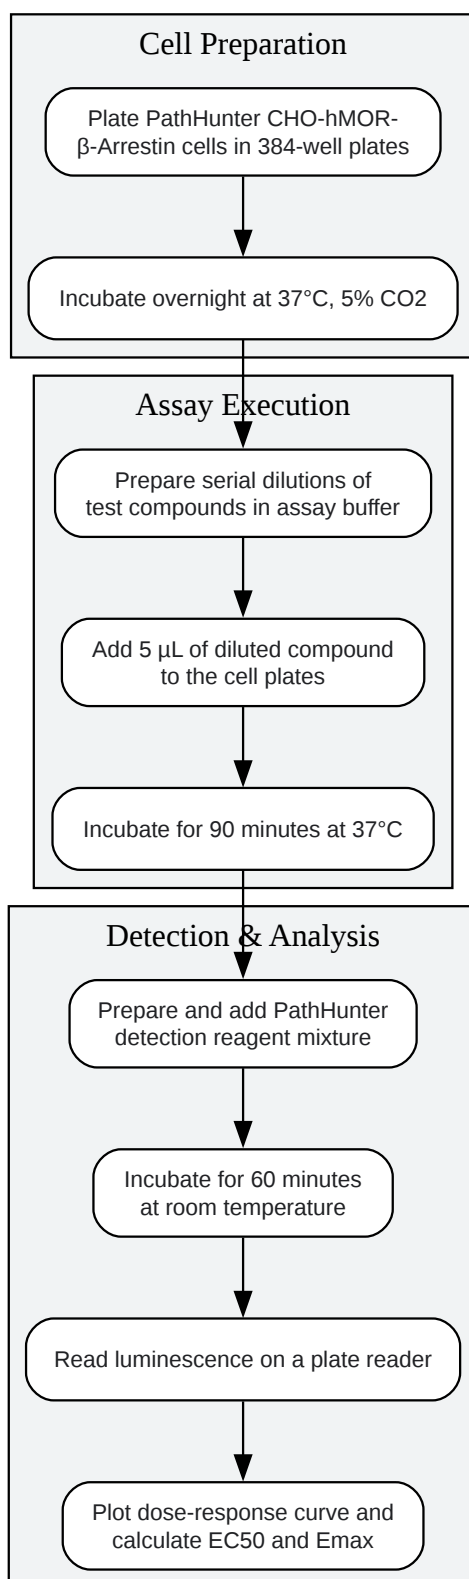 Cell Preparation
Plate PathHunter CHO-hMOR-
β-Arrestin cells in 384-well plates
Incubate overnight at 37°C, 5% CO2
Assay Execution
Prepare serial dilutions of
test compounds in assay buffer
Add 5 µL of diluted compound
to the cell plates
Incubate for 90 minutes at 37°C
Detection & Analysis
Prepare and add PathHunter
detection reagent mixture
Incubate for 60 minutes
at room temperature
Read luminescence on a plate reader
Plot dose-response curve and
calculate EC50 and Emax